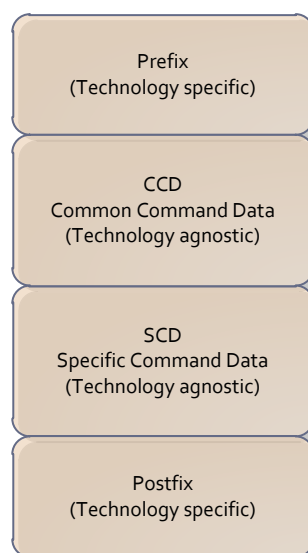 Prefix
(Technology specific)
CCD
Common Command Data
(Technology agnostic)
SCD
Specific Command Data
(Technology agnostic)
Postfix
(Technology specific)